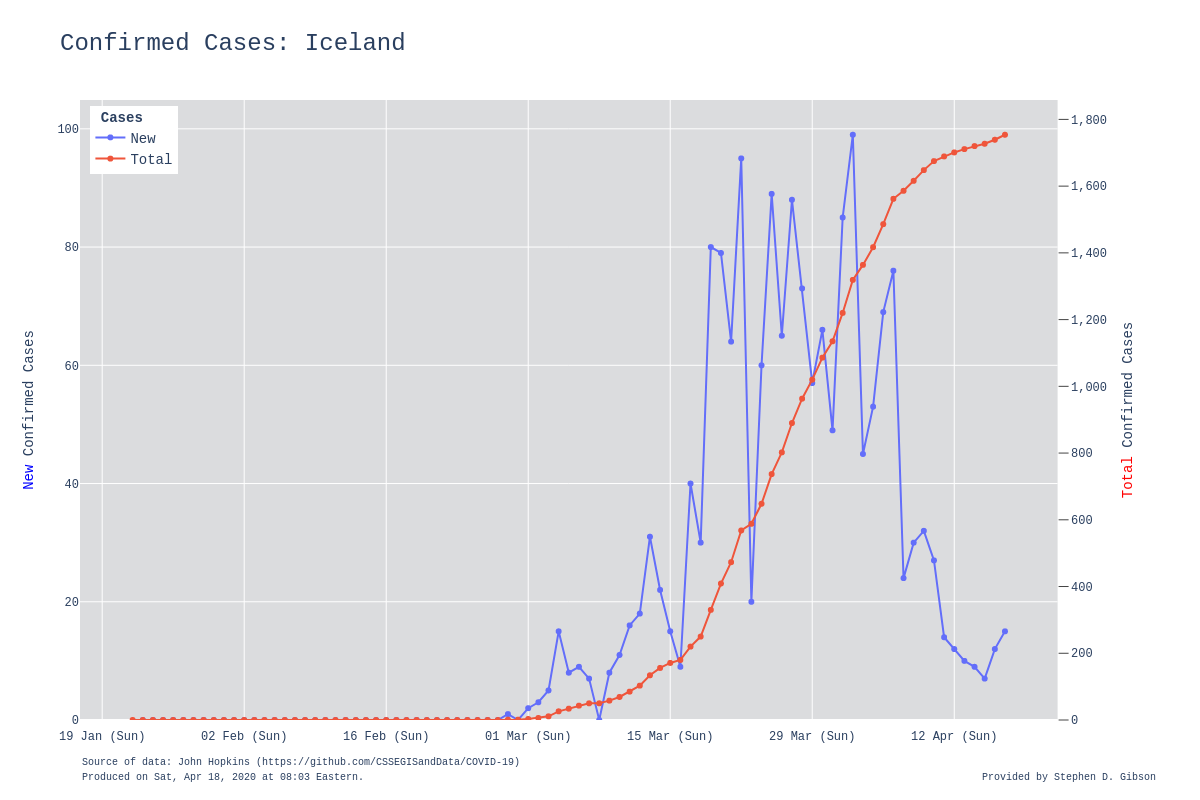 Confirmed Cases: Iceland
Cases
New
Total
100
80
60
40
20
0
New Confirmed Cases
1,800
1,600
1,400
1,200
1,000
800
600
400
200
0
Total Confirmed Cases
19 Jan (Sun) 02 Feb (Sun) 16 Feb (Sun) 01 Mar (Sun) 15 Mar (Sun) 29 Mar (Sun) 12 Apr (Sun)
Source of data: John Hopkins (https://github.com/CSSEGISandData/COVID-19)
Produced on Sat, Apr 18, 2020 at 08:03 Eastern.
Provided by Stephen D. Gibson